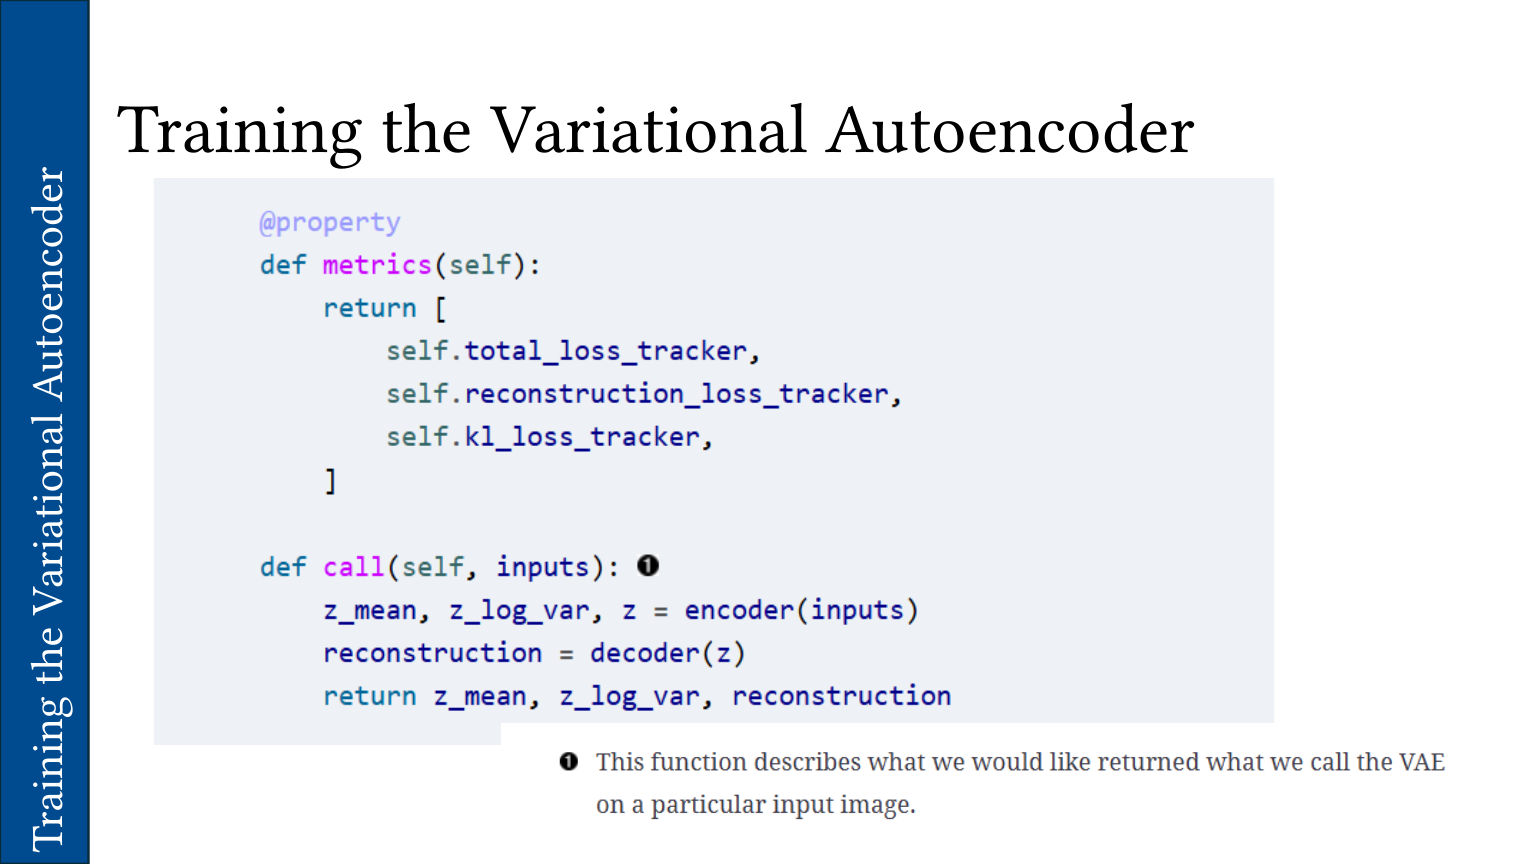 Training the Variational Autoencoder
Training the Variational Autoencoder
@property
def metrics(self):
    return [
        self.total_loss_tracker,
        self.reconstruction_loss_tracker,
        self.kl_loss_tracker,
    ]
def call(self, inputs): ❶
    z_mean, z_log_var, z = encoder(inputs)
    reconstruction = decoder(z)
    return z_mean, z_log_var, reconstruction
❶ This function describes what we would like returned what we call the VAE
on a particular input image.